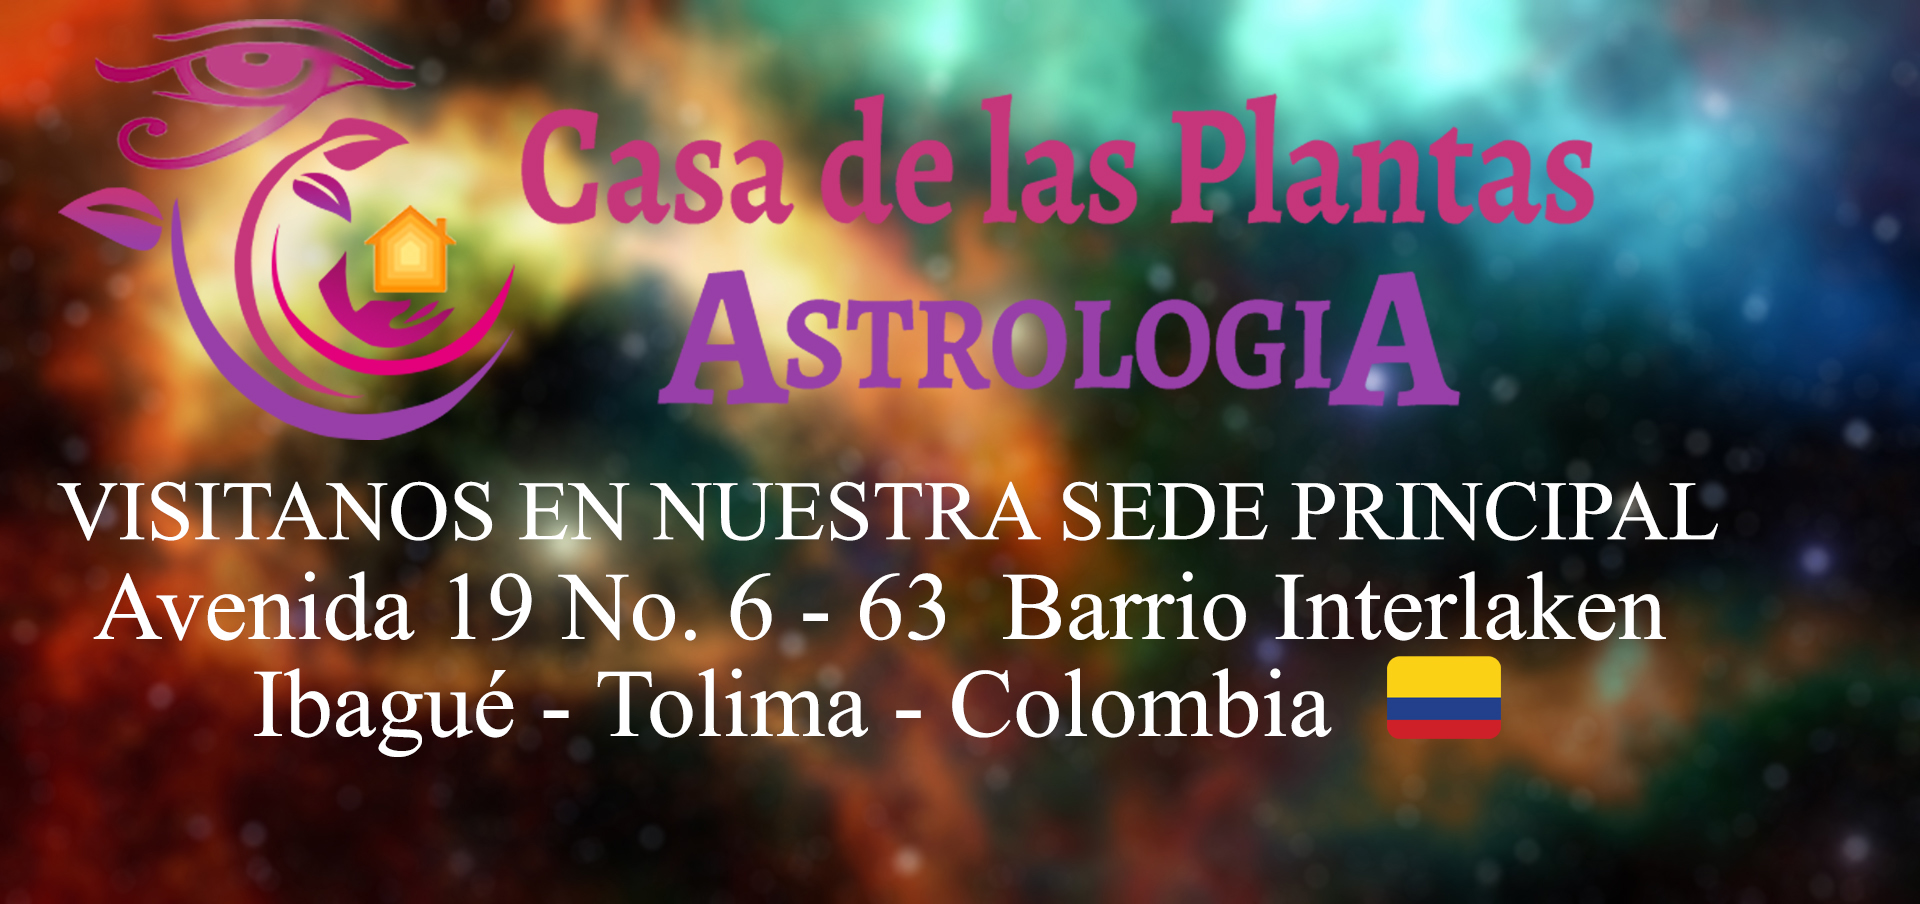 Casa de las Plantas
ASTROLOGIA
VISITANOS EN NUESTRA SEDE PRINCIPAL
Avenida 19 No. 6 - 63 Barrio Interlaken
Ibagué - Tolima - Colombia